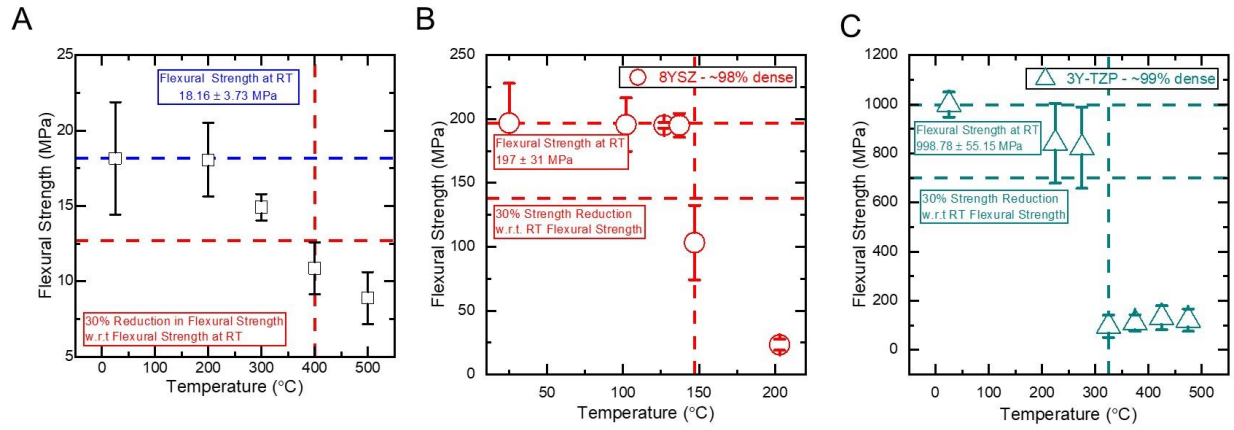 A
Flexural Strength (MPa)
25
20
15
10
5
Flexural Strength at RT
18.16 ± 3.73 MPa
30% Reduction in Flexural Strength
w.r.t Flexural Strength at RT
0 100 200 300 400 500
Temperature (°C)
B
Flexural Strength (MPa)
250
200
150
100
50
0
8YSZ - ~98% dense
Flexural Strength at RT
197 ± 31 MPa
30% Strength Reduction
w.r.t. RT Flexural Strength
50 100 150 200
Temperature (°C)
C
Flexural Strength (MPa)
1200
1000
800
600
400
200
0
3Y-TZP - ~99% dense
Flexural Strength at RT
998.78 ± 55.15 MPa
30% Strength Reduction
w.r.t RT Flexural Strength
0 100 200 300 400 500
Temperature (°C)